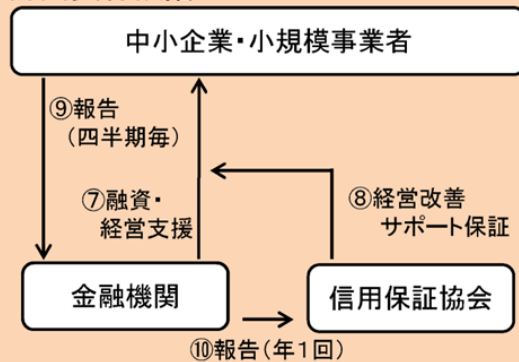 中小企業・小規模事業者
⑨報告
(四半期毎)
⑦融資・
経営支援
⑧経営改善
サポート保証
金融機関
信用保証協会
⑩報告(年1回)